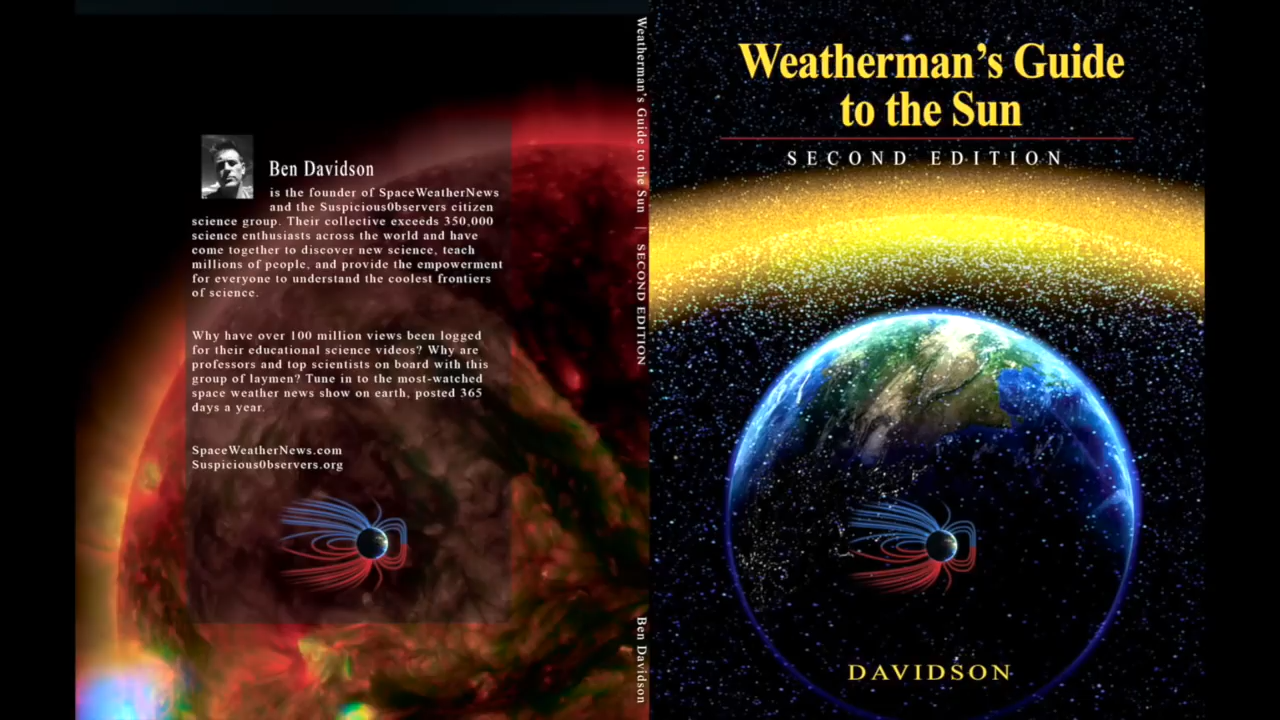 Ben Davidson
is the founder of SpaceWeatherNews
and the Suspicious0bservers citizen
science group. Their collective exceeds 350,000
science enthusiasts across the world and have
come together to discover new science, teach
millions of people, and provide the empowerment
for everyone to understand the coolest frontiers
of science.
Why have over 100 million views been logged
for their educational science videos? Why are
professors and top scientists on board with this
group of laymen? Tune in to the most-watched
space weather news show on earth, posted 365
days a year.
SpaceWeatherNews.com
Suspicious0bservers.org
Weatherman's Guide to the Sun | SECOND EDITION Ben Davidson
Weatherman's Guide
to the Sun
SECOND EDITION
DAVIDSON